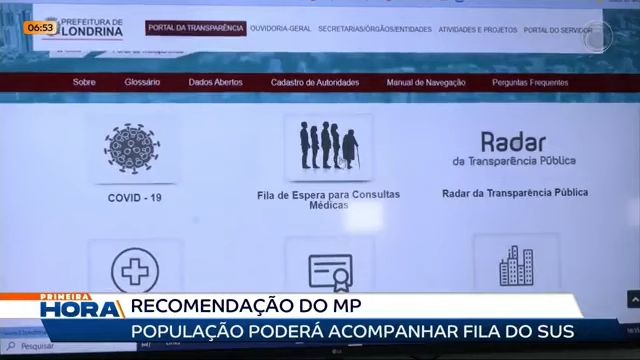 06:53
PREFEITURA DE
LONDRINA
PORTAL DA TRANSPARÊNCIA
OUVIDORIA-GERAL
SECRETARIAS/ÓRGÃOS/ENTIDADES
ATIVIDADES E PROJETOS
PORTAL DO SERVIDOR
Sobre
Glossário
Dados Abertos
Cadastro de Autoridades
Manual de Navegação
Perguntas Frequentes
COVID - 19
Fila de Espera para Consultas
Médicas
Radar
da Transparência Pública
Radar da Transparência Pública
PRIMEIRA
HORA
RECOMENDAÇÃO DO MP
POPULAÇÃO PODERÁ ACOMPANHAR FILA DO SUS
Pesquisar
LG